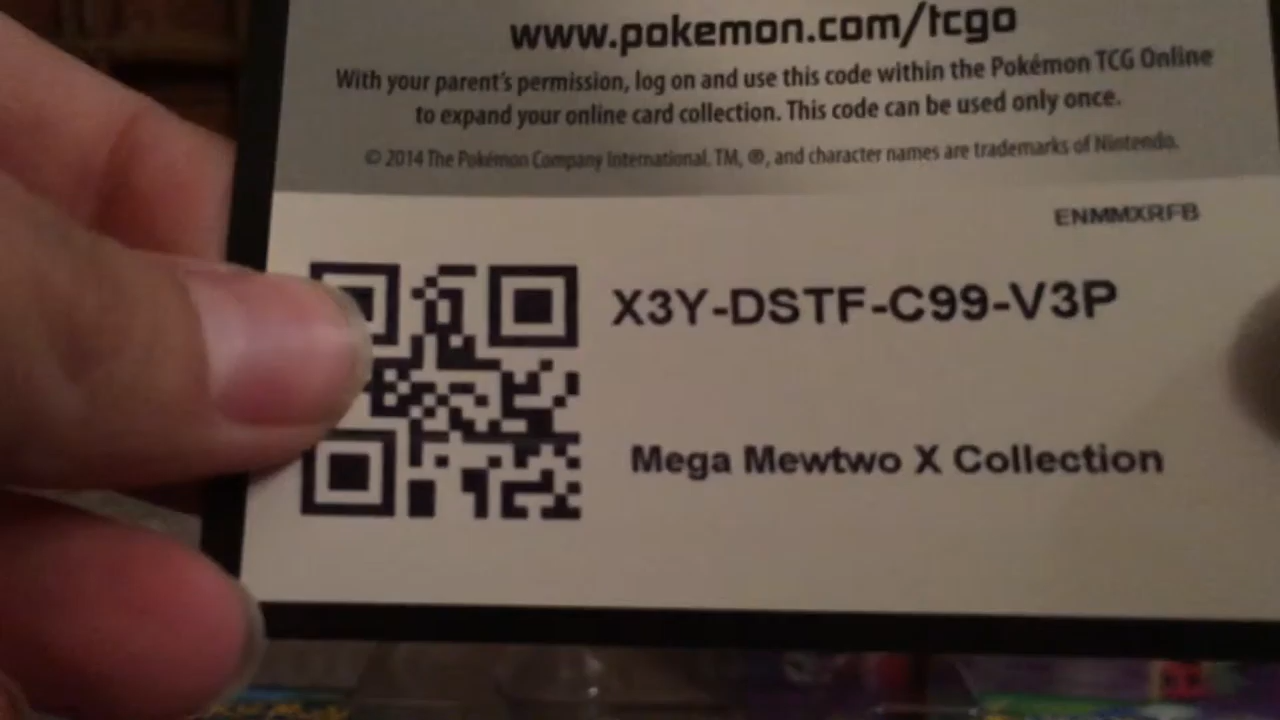 www.pokemon.com/tcgo
With your parent's permission, log on and use this code within the Pokémon TCG Online
to expand your online card collection. This code can be used only once.
© 2014 The Pokémon Company International. TM, ®, and character names are trademarks of Nintendo.
ENMMXRFB
X3Y-DSTF-C99-V3P
Mega Mewtwo X Collection